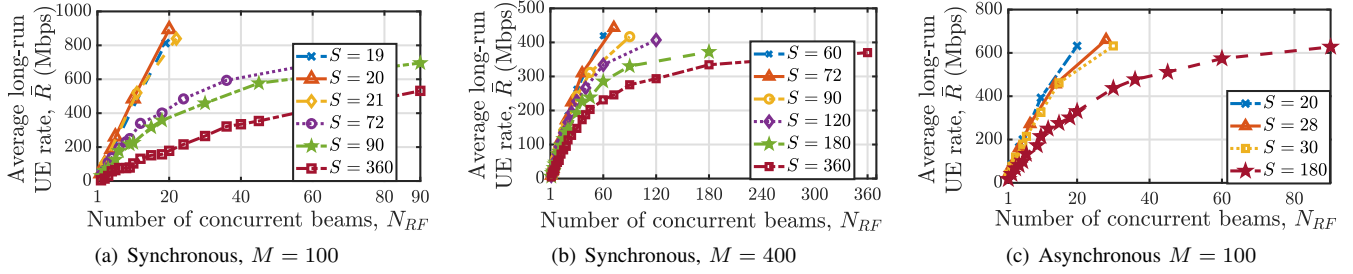 1000
800
600
400
200
0
Average long-run
UE rate, R̄ (Mbps)
S = 19
S = 20
S = 21
S = 72
S = 90
S = 360
1 20 40 60 90
Number of concurrent beams, N_RF
(a) Synchronous, M = 100
500
400
300
200
100
0
Average long-run
UE rate, R̄ (Mbps)
S = 60
S = 72
S = 90
S = 120
S = 180
S = 360
1 60 120 180 240 300 360
Number of concurrent beams, N_RF
(b) Synchronous, M = 400
800
600
400
200
0
Average long-run
UE rate, R̄ (Mbps)
S = 20
S = 28
S = 30
S = 180
1 20 40 60 80
Number of concurrent beams, N_RF
(c) Asynchronous M = 100